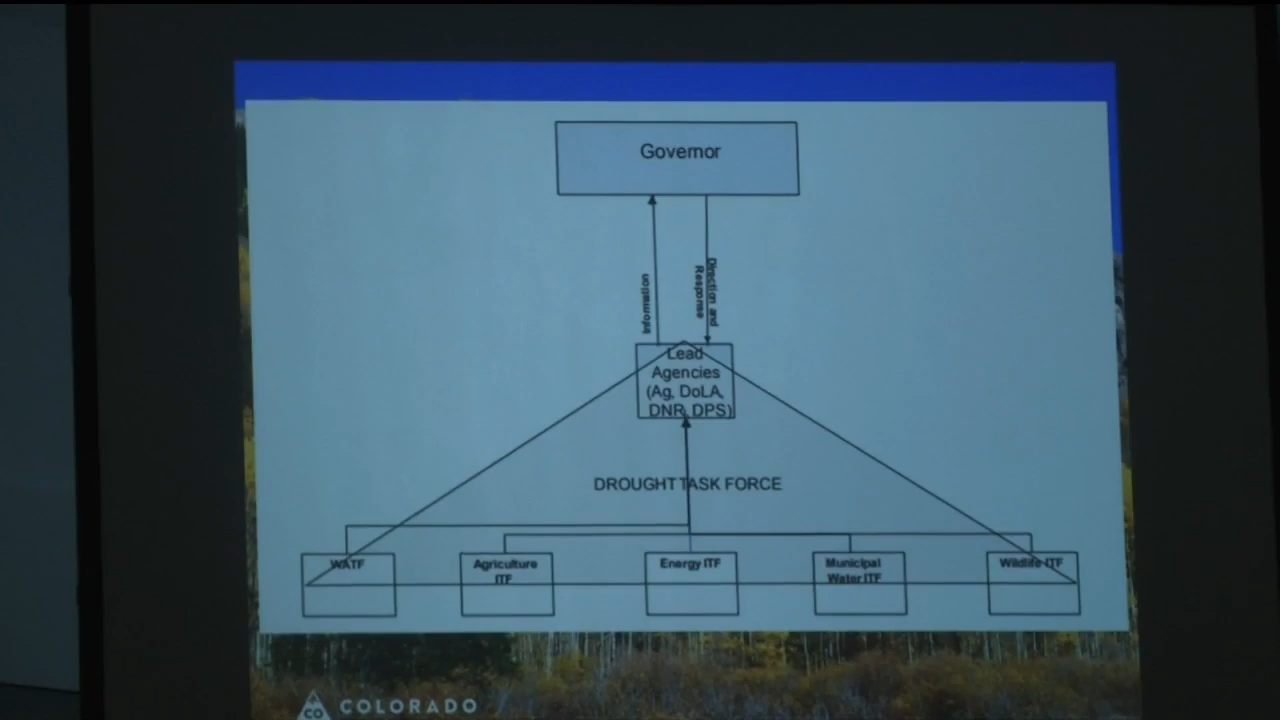 Governor
Information
Direction and
Response
Lead
Agencies
(Ag, DoLA,
DNR, DPS)
DROUGHT TASK FORCE
WATF
Agriculture
ITF
Energy ITF
Municipal
Water ITF
Wildlife ITF
CO
COLORADO